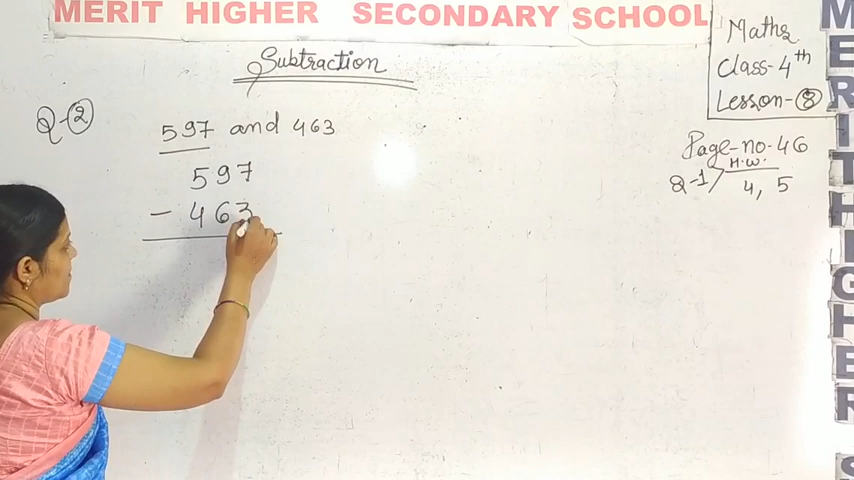 MERIT HIGHER SECONDARY SCHOOL
Subtraction
Maths
Class-4th
Lesson-8
Q-2
597 and 463
597
- 463
Page-no-46
H.W.
Q-1
4, 5
MERIT HIGHER S